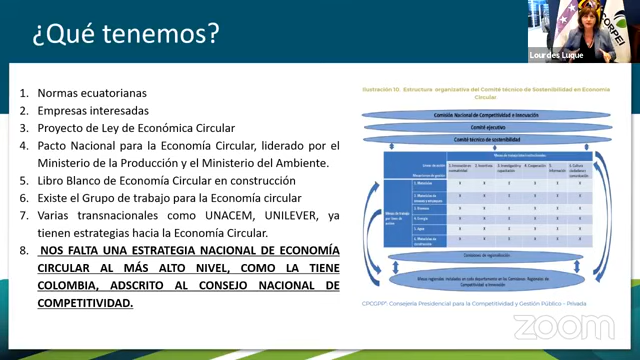 ¿Qué tenemos?
CORPEI
Lourdes Luque
1. Normas ecuatorianas
2. Empresas interesadas
3. Proyecto de Ley de Económica Circular
4. Pacto Nacional para la Economía Circular, liderado por el
Ministerio de la Producción y el Ministerio del Ambiente.
5. Libro Blanco de Economía Circular en construcción
6. Existe el Grupo de trabajo para la Economía circular
7. Varias transnacionales como UNACEM, UNILEVER, ya
tienen estrategias hacia la Economía Circular.
8. NOS FALTA UNA ESTRATEGIA NACIONAL DE ECONOMÍA
CIRCULAR AL MÁS ALTO NIVEL, COMO LA TIENE
COLOMBIA, ADSCRITO AL CONSEJO NACIONAL DE
COMPETITIVIDAD.
Ilustración 10. Estructura organizativa del Comité técnico de Sostenibilidad en Economía
Circular
Comisión Nacional de Competitividad e Innovación
Comité ejecutivo
Comité técnico de sostenibilidad
CPCGPP, Consejería Presidencial para la Competitividad y Gestión Público - Privada
zoom